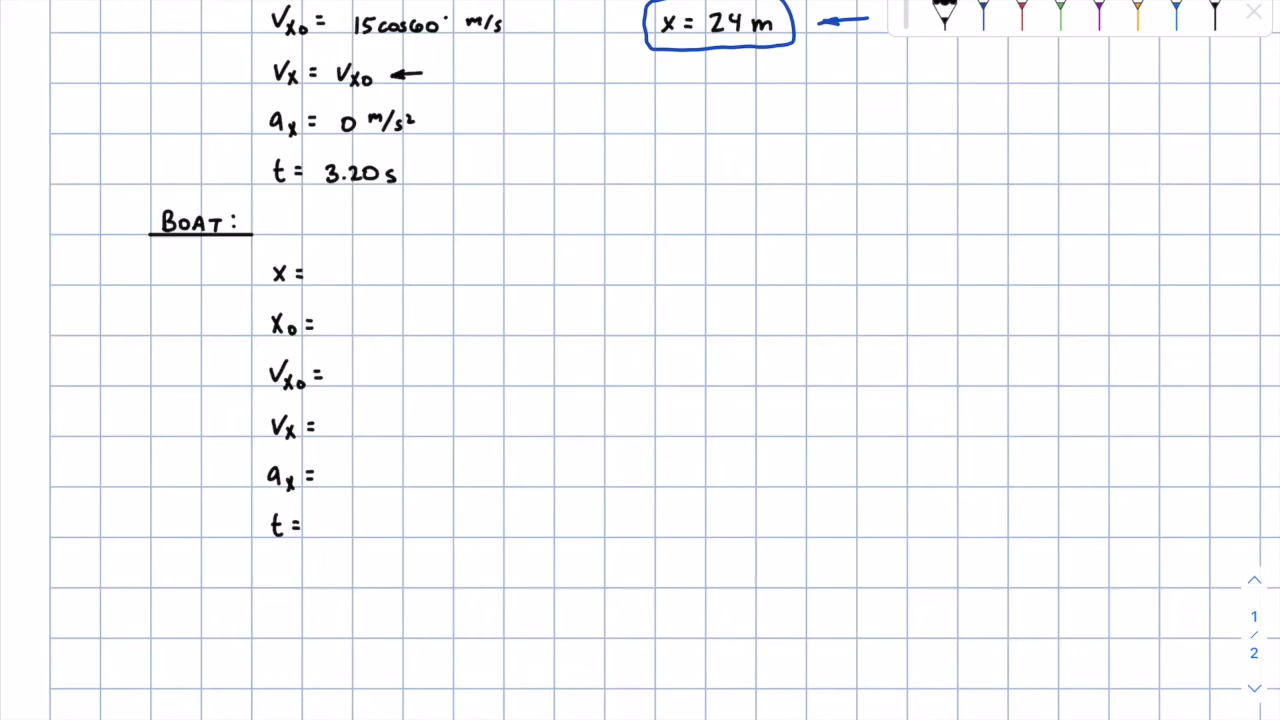 Vx0 = 15cos60° m/s
x = 24 m
Vx = Vx0
ax = 0 m/s²
t = 3.20 s
BOAT:
x =
x0 =
Vx0 =
Vx =
ax =
t =
1
/
2